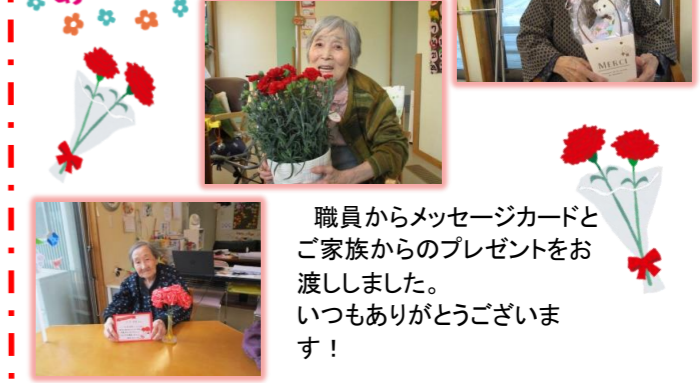 MERCI
職員からメッセージカードと
ご家族からのプレゼントをお
渡ししました。
いつもありがとうございま
す！